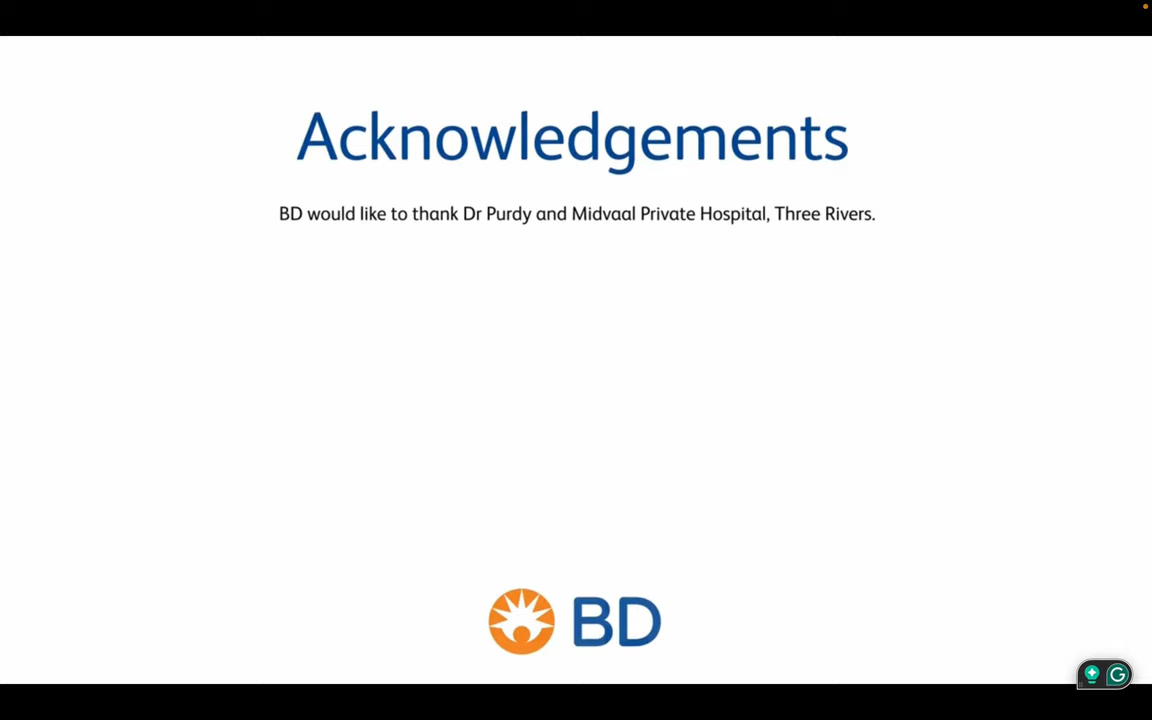 Acknowledgements
BD would like to thank Dr Purdy and Midvaal Private Hospital, Three Rivers.
BD
G